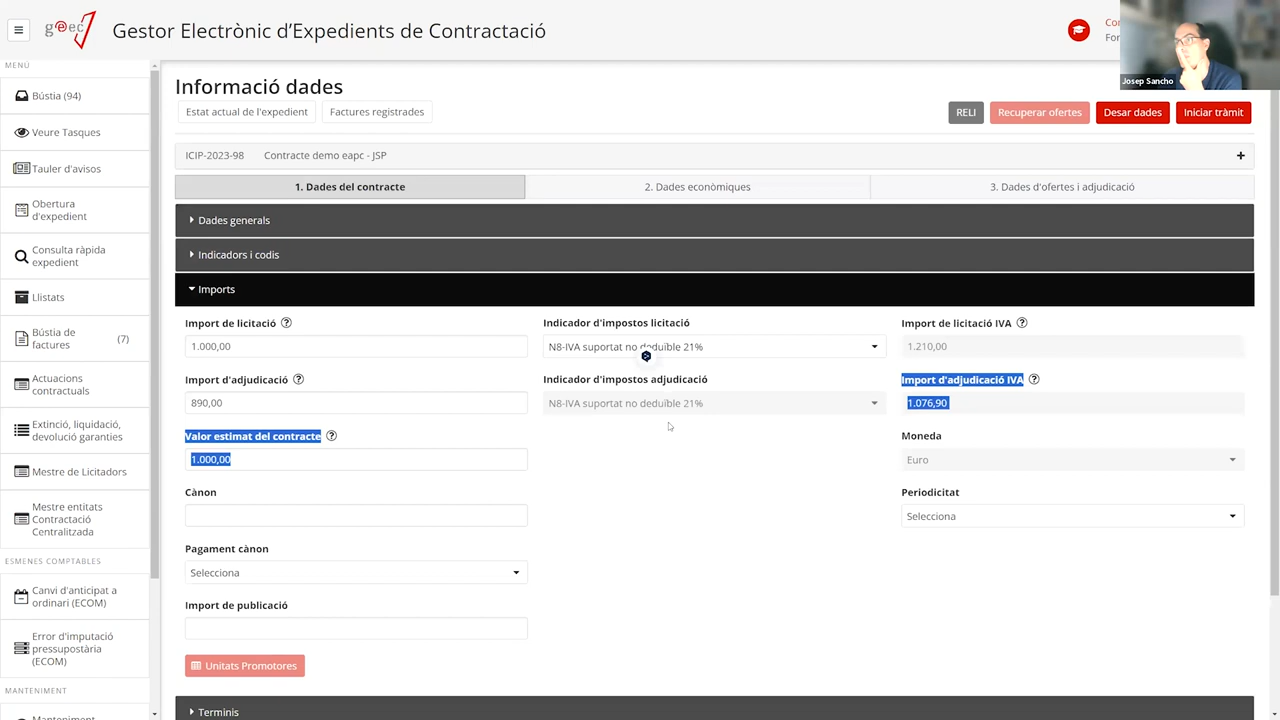 geec
Gestor Electrònic d'Expedients de Contractació
Con
For
Josep Sancho
MENÚ
Bústia (94)
Veure Tasques
Tauler d'avisos
Obertura
d'expedient
Consulta ràpida
expedient
Llistats
Bústia de
factures
(7)
Actuacions
contractuals
Extinció, liquidació,
devolució garanties
Mestre de Licitadors
Mestre entitats
Contractació
Centralitzada
ESMENES COMPTABLES
Canvi d'anticipat a
ordinari (ECOM)
Error d'imputació
pressupostària
(ECOM)
MANTENIMENT
Manteniment
Informació dades
Estat actual de l'expedient
Factures registrades
RELI
Recuperar ofertes
Desar dades
Iniciar tràmit
ICIP-2023-98 Contracte demo eapc - JSP
1. Dades del contracte
2. Dades econòmiques
3. Dades d'ofertes i adjudicació
Dades generals
Indicadors i codis
Imports
Import de licitació
Indicador d'impostos licitació
Import de licitació IVA
1.000,00
N8-IVA suportat no deduïble 21%
1.210,00
Import d'adjudicació
Indicador d'impostos adjudicació
Import d'adjudicació IVA
890,00
N8-IVA suportat no deduïble 21%
1.076,90
Valor estimat del contracte
Moneda
1.000,00
Euro
Cànon
Periodicitat
Selecciona
Pagament cànon
Selecciona
Import de publicació
Unitats Promotores
Terminis